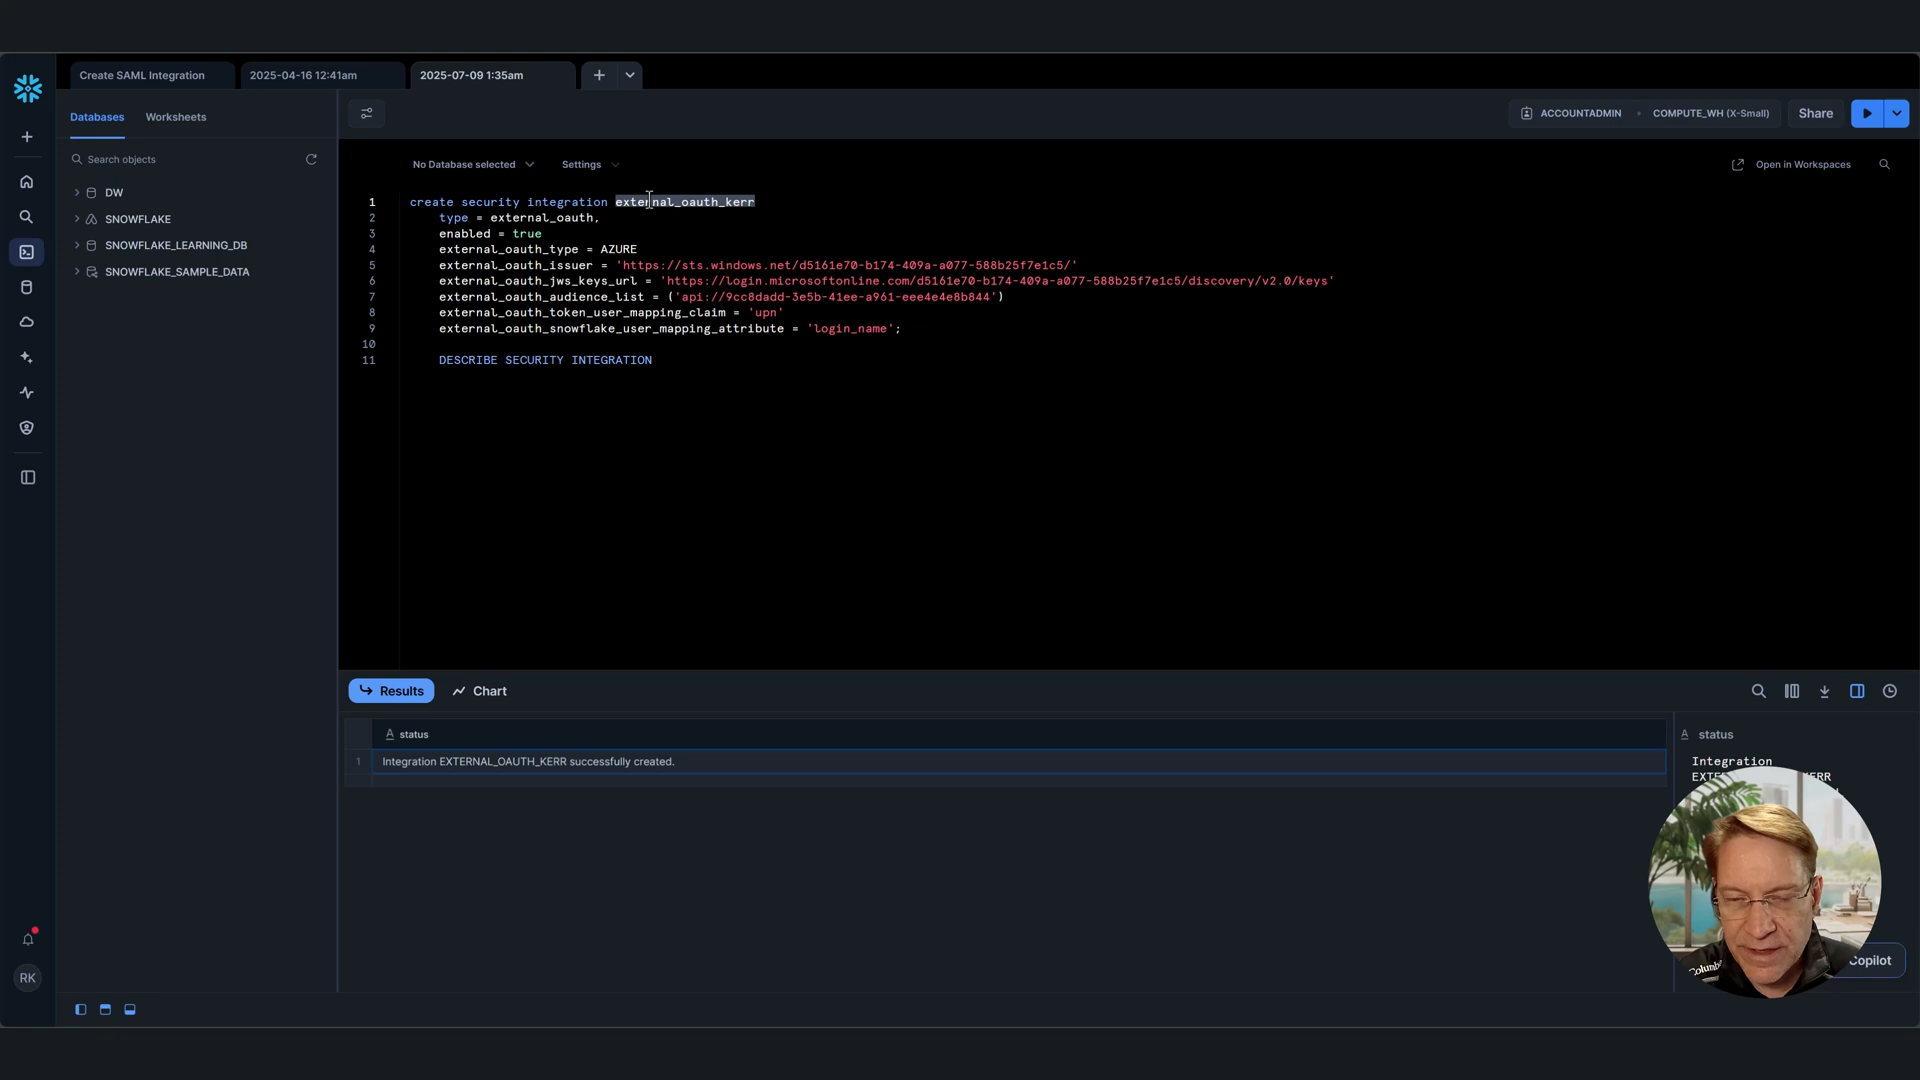 Create SAML Integration
2025-04-16 12:41am
2025-07-09 1:35am
Databases
Worksheets
ACCOUNTADMIN
COMPUTE_WH (X-Small)
Share
Search objects
No Database selected
Settings
Open in Workspaces
DW
SNOWFLAKE
SNOWFLAKE_LEARNING_DB
SNOWFLAKE_SAMPLE_DATA
1 create security integration external_oauth_kerr
2 type = external_oauth,
3 enabled = true
4 external_oauth_type = AZURE
5 external_oauth_issuer = 'https://sts.windows.net/d5161e70-b174-409a-a077-588b25f7e1c5/'
6 external_oauth_jws_keys_url = 'https://login.microsoftonline.com/d5161e70-b174-409a-a077-588b25f7e1c5/discovery/v2.0/keys'
7 external_oauth_audience_list = ('api://9cc8dadd-3e5b-41ee-a961-eee4e4e8b844')
8 external_oauth_token_user_mapping_claim = 'upn'
9 external_oauth_snowflake_user_mapping_attribute = 'login_name';
10
11 DESCRIBE SECURITY INTEGRATION
Results
Chart
A status
1 Integration EXTERNAL_OAUTH_KERR successfully created.
A status
Integration
Copilot
RK